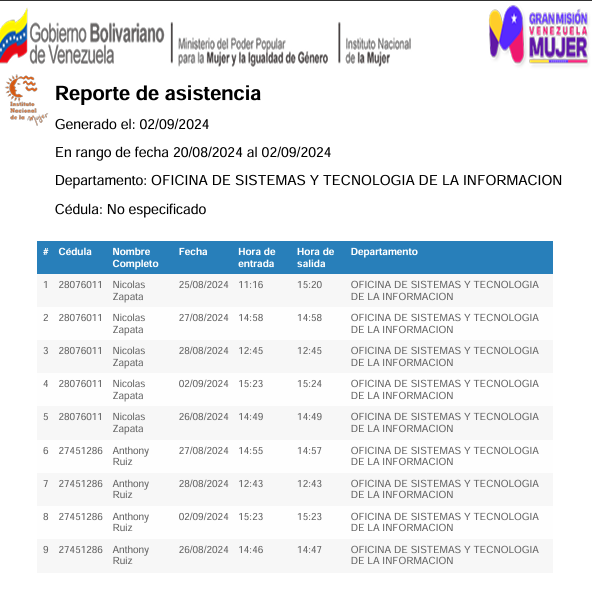 Gobierno Bolivariano
de Venezuela
Ministerio del Poder Popular
para la Mujer y la Igualdad de Género
Instituto Nacional
de la Mujer
GRAN MISIÓN
VENEZUELA
MUJER
Instituto
Nacional
de la Mujer
Reporte de asistencia
Generado el: 02/09/2024
En rango de fecha 20/08/2024 al 02/09/2024
Departamento: OFICINA DE SISTEMAS Y TECNOLOGIA DE LA INFORMACION
Cédula: No especificado
# Cédula Nombre Completo Fecha Hora de entrada Hora de salida Departamento
1 28076011 Nicolas Zapata 25/08/2024 11:16 15:20 OFICINA DE SISTEMAS Y TECNOLOGIA DE LA INFORMACION
2 28076011 Nicolas Zapata 27/08/2024 14:58 14:58 OFICINA DE SISTEMAS Y TECNOLOGIA DE LA INFORMACION
3 28076011 Nicolas Zapata 28/08/2024 12:45 12:45 OFICINA DE SISTEMAS Y TECNOLOGIA DE LA INFORMACION
4 28076011 Nicolas Zapata 02/09/2024 15:23 15:24 OFICINA DE SISTEMAS Y TECNOLOGIA DE LA INFORMACION
5 28076011 Nicolas Zapata 26/08/2024 14:49 14:49 OFICINA DE SISTEMAS Y TECNOLOGIA DE LA INFORMACION
6 27451286 Anthony Ruiz 27/08/2024 14:55 14:57 OFICINA DE SISTEMAS Y TECNOLOGIA DE LA INFORMACION
7 27451286 Anthony Ruiz 28/08/2024 12:43 12:43 OFICINA DE SISTEMAS Y TECNOLOGIA DE LA INFORMACION
8 27451286 Anthony Ruiz 02/09/2024 15:23 15:23 OFICINA DE SISTEMAS Y TECNOLOGIA DE LA INFORMACION
9 27451286 Anthony Ruiz 26/08/2024 14:46 14:47 OFICINA DE SISTEMAS Y TECNOLOGIA DE LA INFORMACION